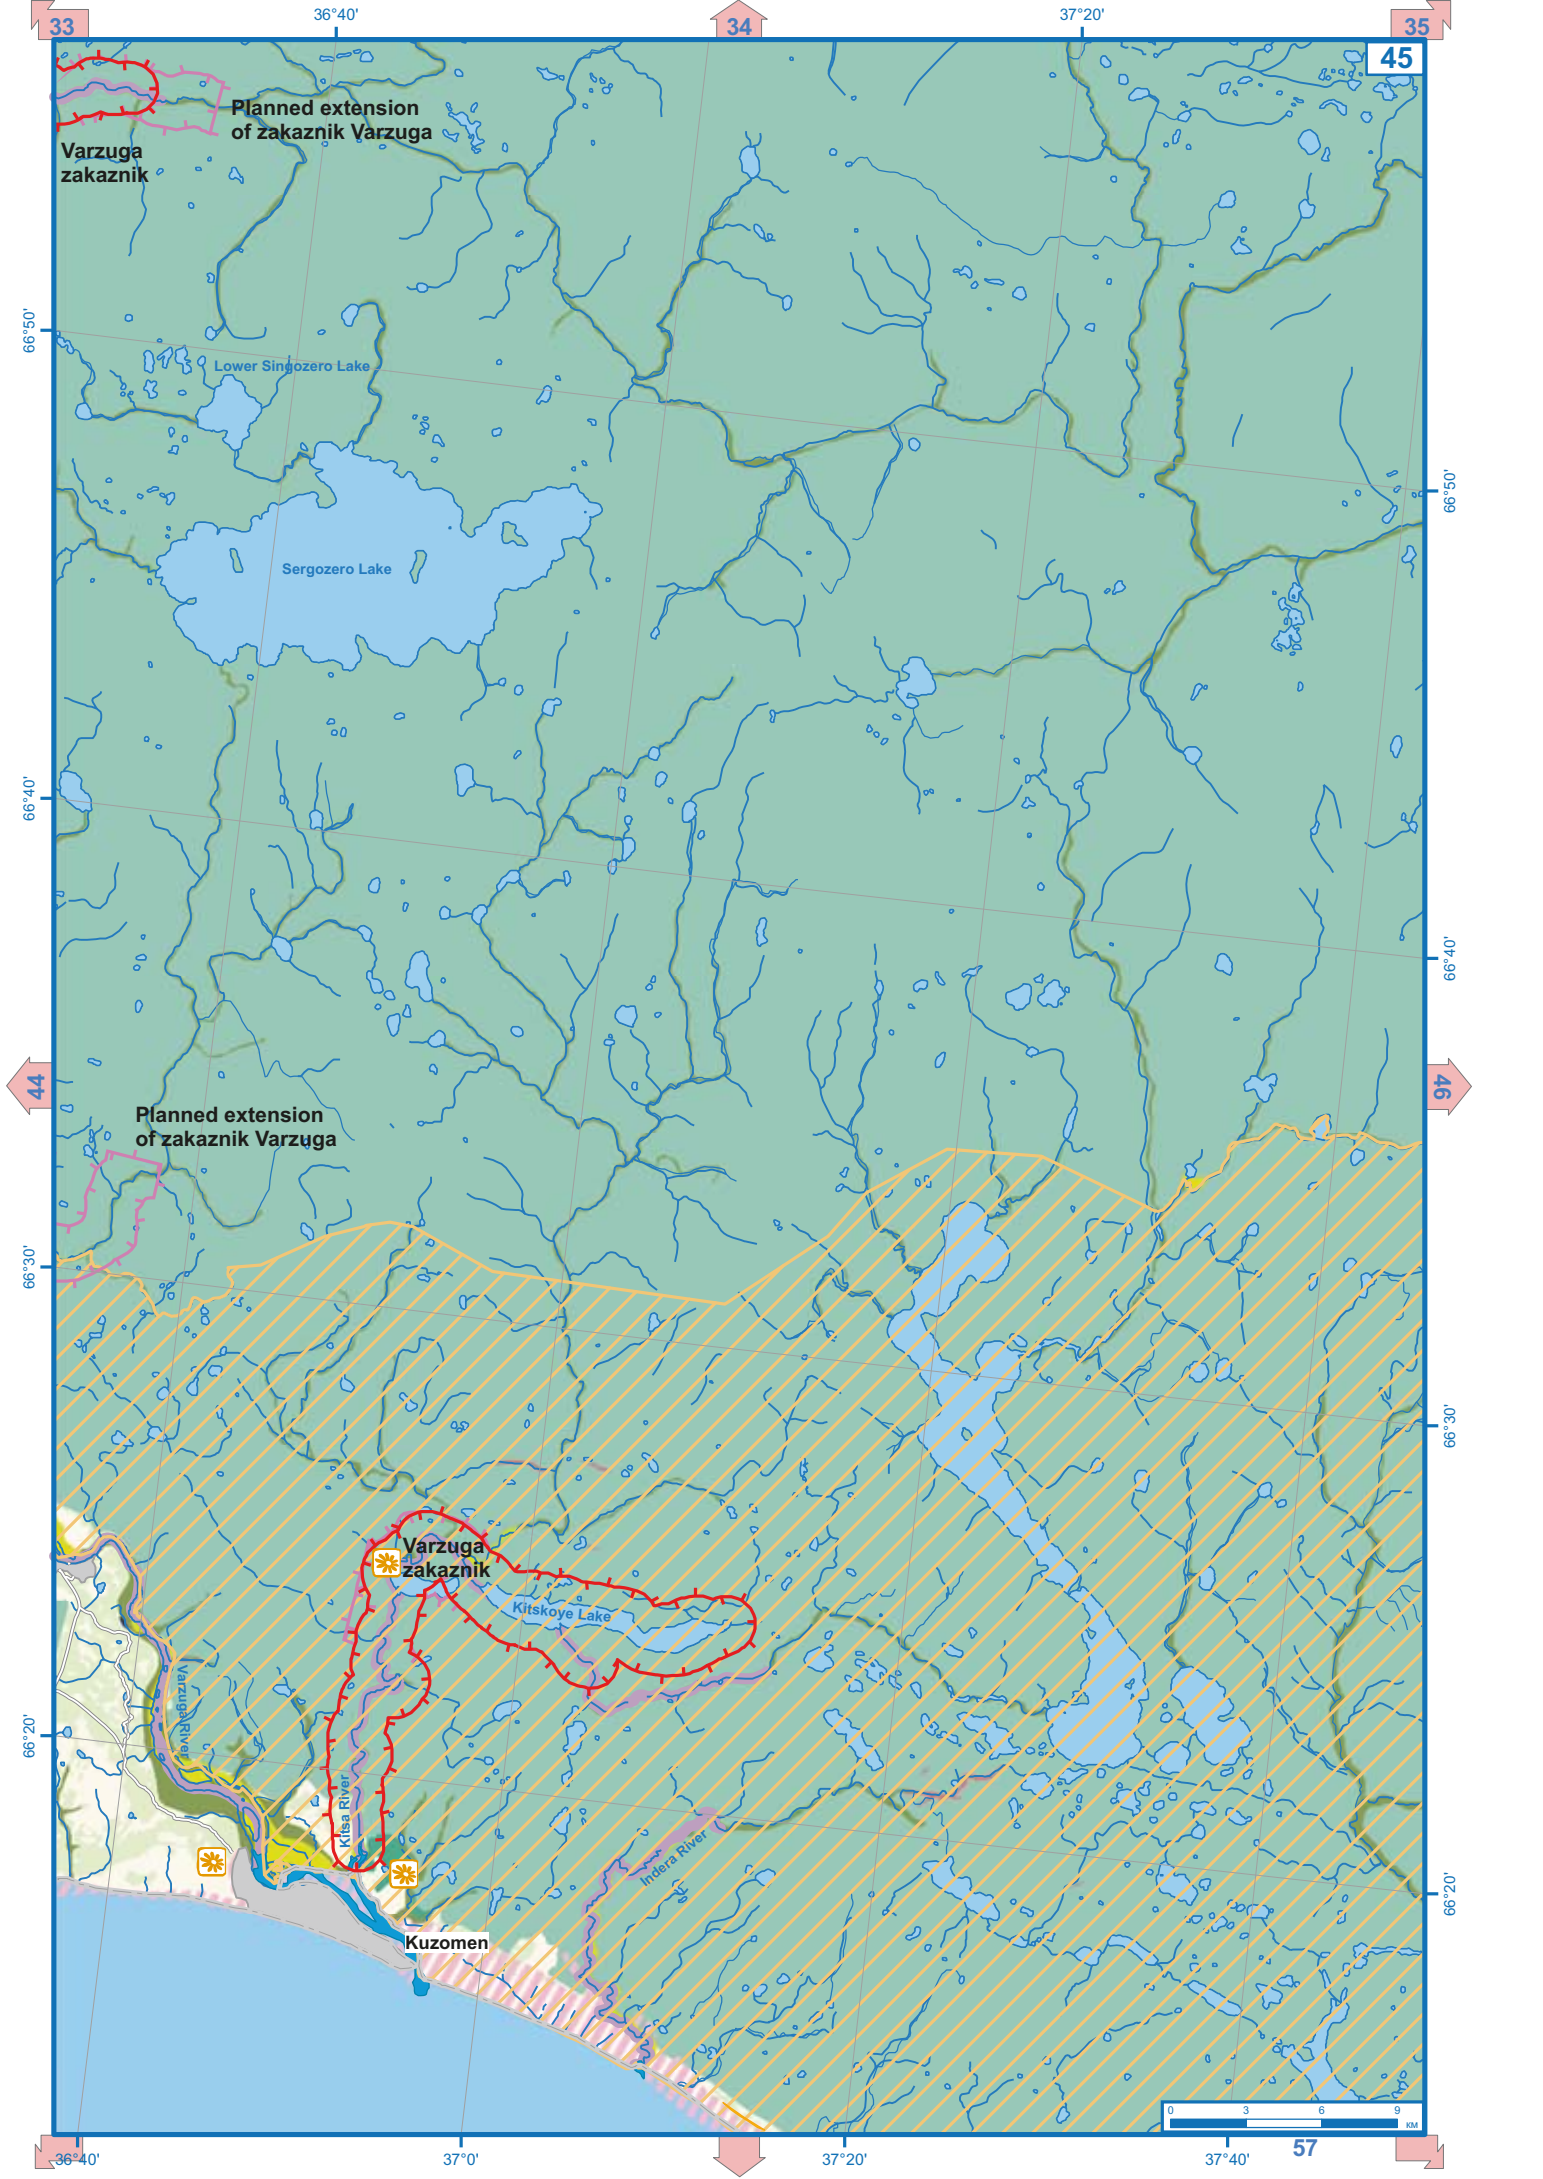 36°40'
37°20'
33
34
35
45
Planned extension
of zakaznik Varzuga
Varzuga
zakaznik
66°50'
Lower Singozero Lake
66°50'
Sergozero Lake
66°40'
66°40'
44
46
Planned extension
of zakaznik Varzuga
66°30'
66°30'
Varzuga
zakaznik
Kitskoye Lake
Varzuga River
66°20'
Kitsa River
Indera River
66°20'
Kuzomen
0 3 6 9
км
57
36°40'
37°0'
37°20'
37°40'